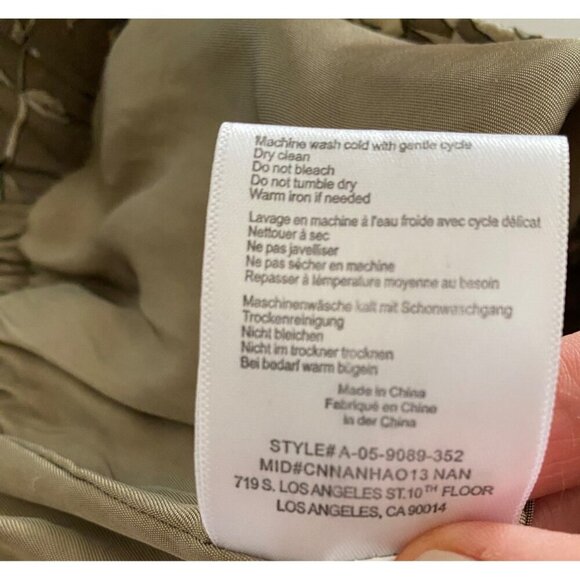 Machine wash cold with gentle cycle
Dry clean
Do not bleach
Do not tumble dry
Warm iron if needed
Lavage en machine à l'eau froide avec cycle délicat
Nettouer à sec
Ne pas javelliser
Ne pas sécher en machine
Repasser à température moyenne au besoin
Maschinenwäsche kalt mit Schonwaschgang
Trockenreinigung
Nicht bleichen
Nicht im trockner trocknen
Bei bedarf warm bügein
Made in China
Fabriqué en Chine
in der China
STYLE# A-05-9089-352
MID#CNNANHAO13 NAN
719 S. LOS ANGELES ST.10TH FLOOR
LOS ANGELES, CA 90014